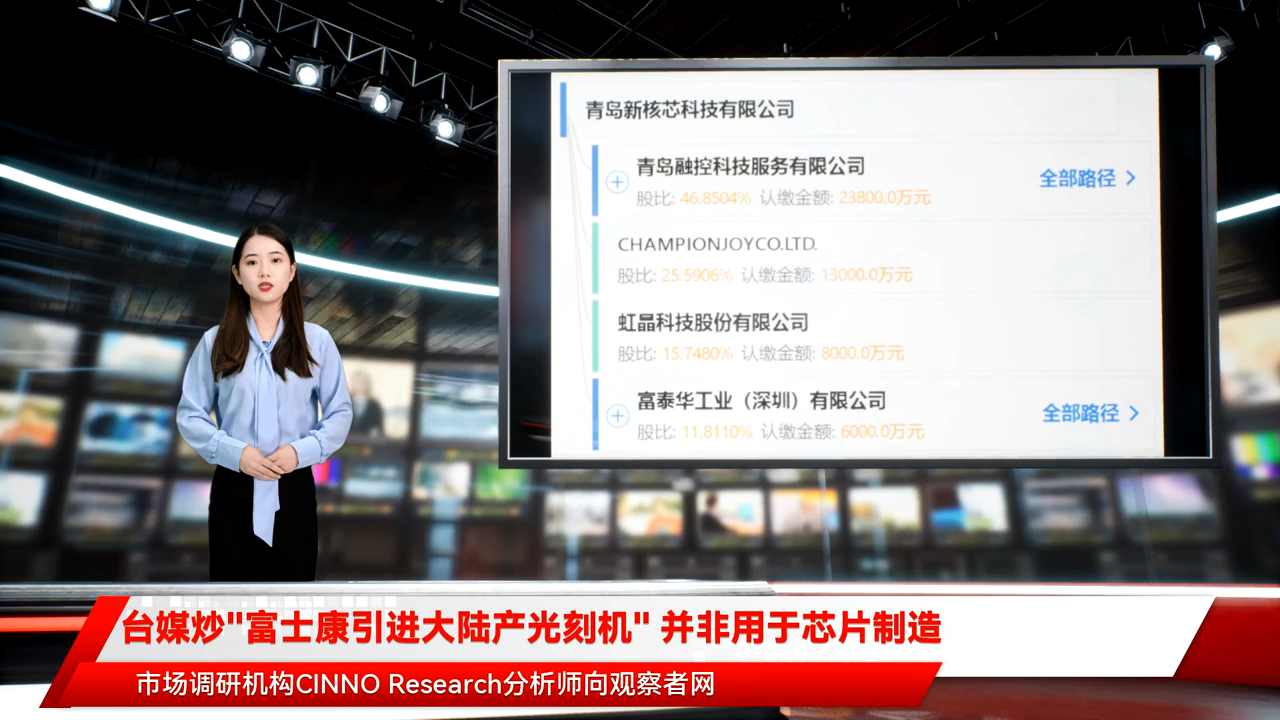 青岛新核芯科技有限公司
青岛融控科技服务有限公司
全部路径
股比: 46.8504% 认缴金额: 23800.0万元
CHAMPIONJOYCO.LTD.
股比: 25.5906% 认缴金额: 13000.0万元
虹晶科技股份有限公司
股比: 15.7480% 认缴金额: 8000.0万元
富泰华工业（深圳）有限公司
全部路径
股比: 11.8110% 认缴金额: 6000.0万元
台媒炒"富士康引进大陆产光刻机" 并非用于芯片制造
市场调研机构CINNO Research分析师向观察者网